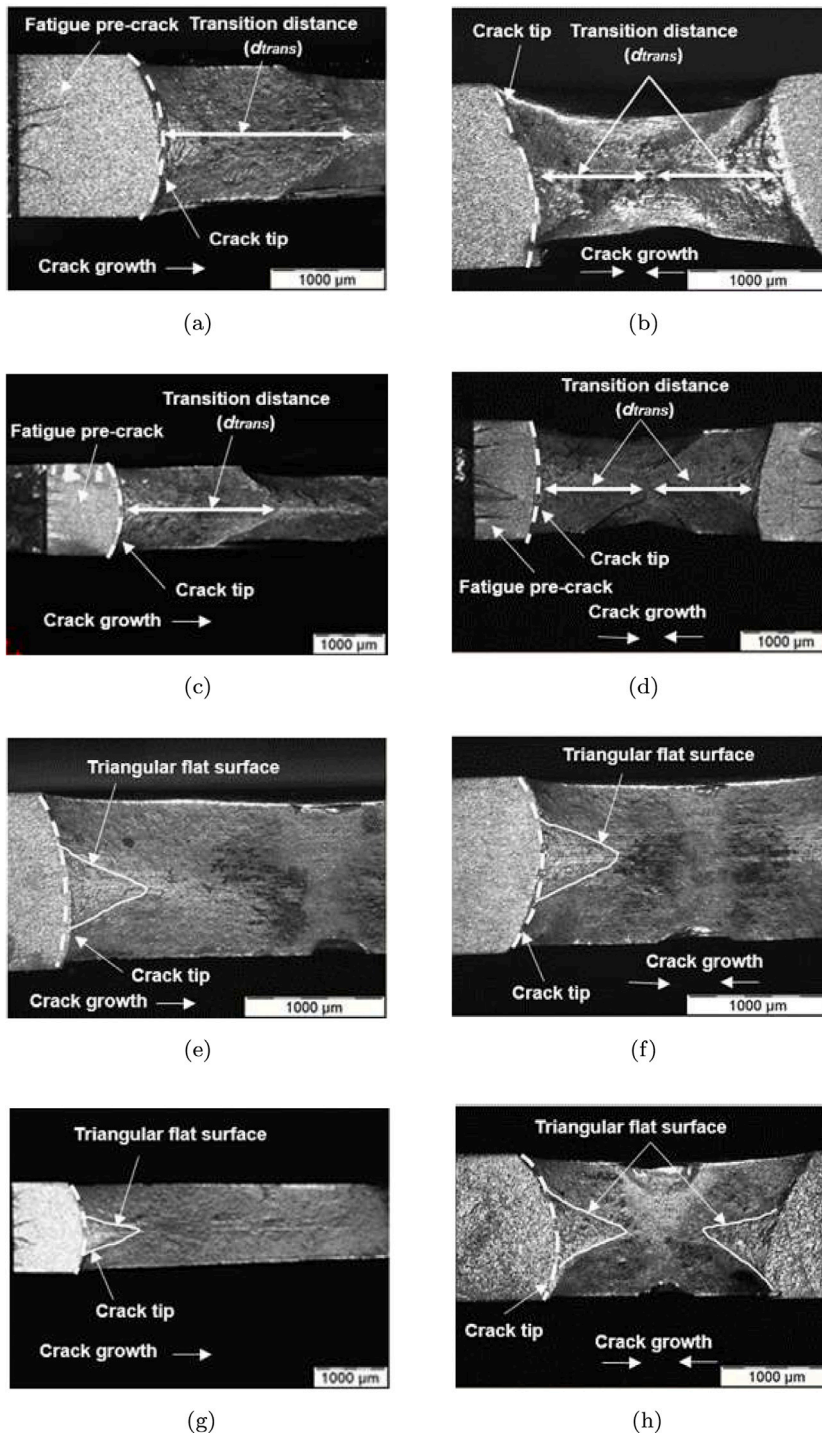 Fatigue pre-crack
Transition distance
(dtrans)
Crack tip
Crack growth
1000 µm
(a)
Crack tip
Transition distance
(dtrans)
Crack growth
1000 µm
(b)
Transition distance
(dtrans)
Fatigue pre-crack
Crack tip
Crack growth
1000 µm
(c)
Transition distance
(dtrans)
Crack tip
Fatigue pre-crack
Crack growth
1000 µm
(d)
Triangular flat surface
Crack tip
Crack growth
1000 µm
(e)
Triangular flat surface
Crack growth
Crack tip
1000 µm
(f)
Triangular flat surface
Crack tip
Crack growth
1000 µm
(g)
Triangular flat surface
Crack tip
Crack growth
1000 µm
(h)